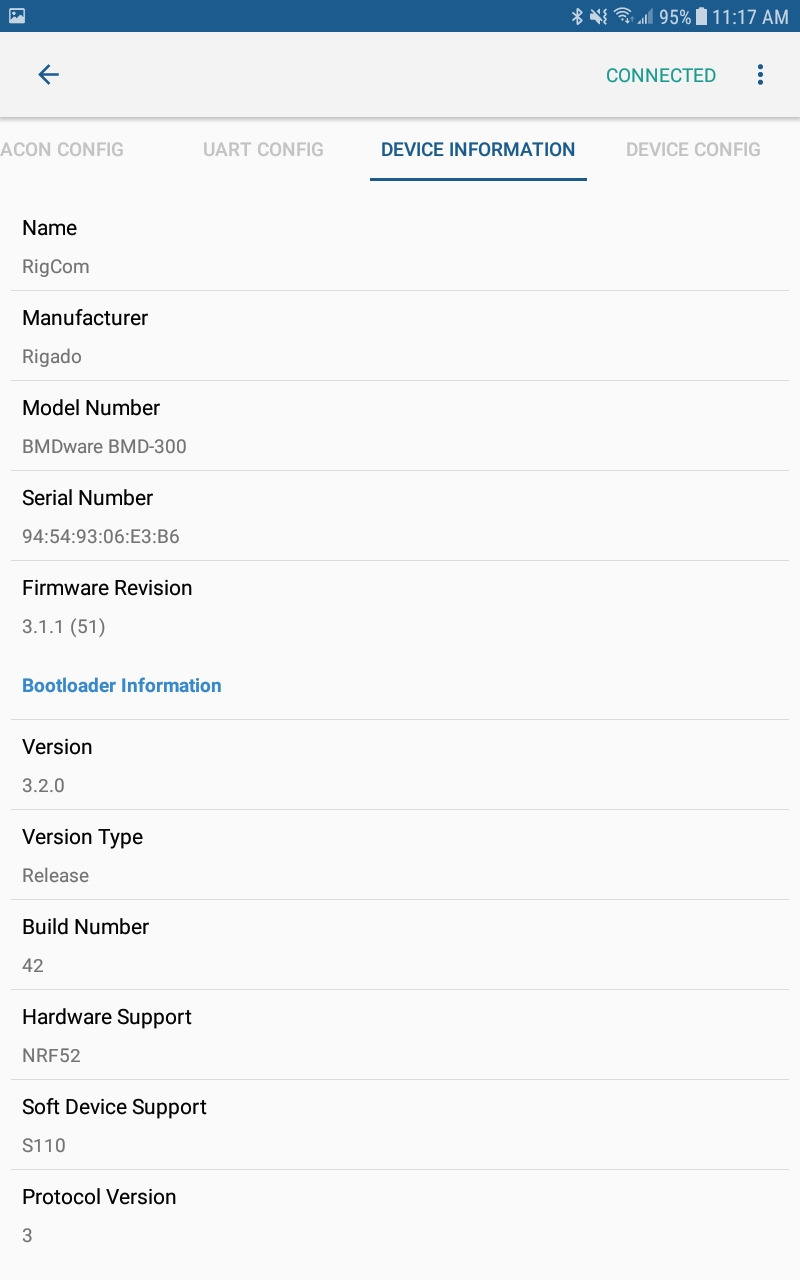 95% 11:17 AM
CONNECTED
ACON CONFIG UART CONFIG DEVICE INFORMATION DEVICE CONFIG
Name
RigCom
Manufacturer
Rigado
Model Number
BMDware BMD-300
Serial Number
94:54:93:06:E3:B6
Firmware Revision
3.1.1 (51)
Bootloader Information
Version
3.2.0
Version Type
Release
Build Number
42
Hardware Support
NRF52
Soft Device Support
S110
Protocol Version
3